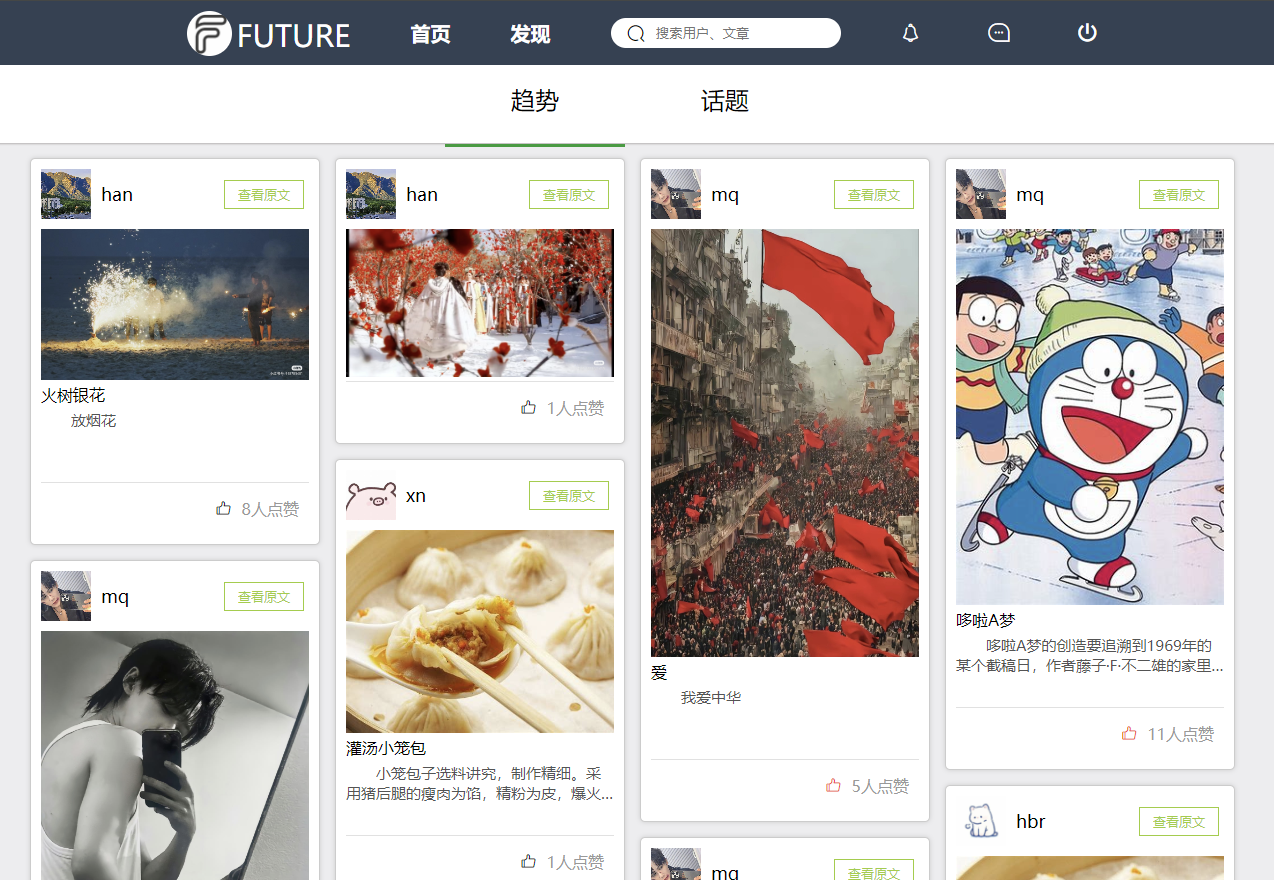 FUTURE
首页
发现
搜索用户、文章
趋势
话题
han
查看原文
火树银花
放烟花
8人点赞
mq
查看原文
han
查看原文
1人点赞
xn
查看原文
灌汤小笼包
小笼包子选料讲究，制作精细。采
用猪后腿的瘦肉为馅，精粉为皮，爆火...
1人点赞
mq
查看原文
爱
我爱中华
5人点赞
mq
查看原文
mq
查看原文
哆啦A梦
哆啦A梦的创造要追溯到1969年的
某个截稿日，作者藤子·F·不二雄的家里...
11人点赞
hbr
查看原文